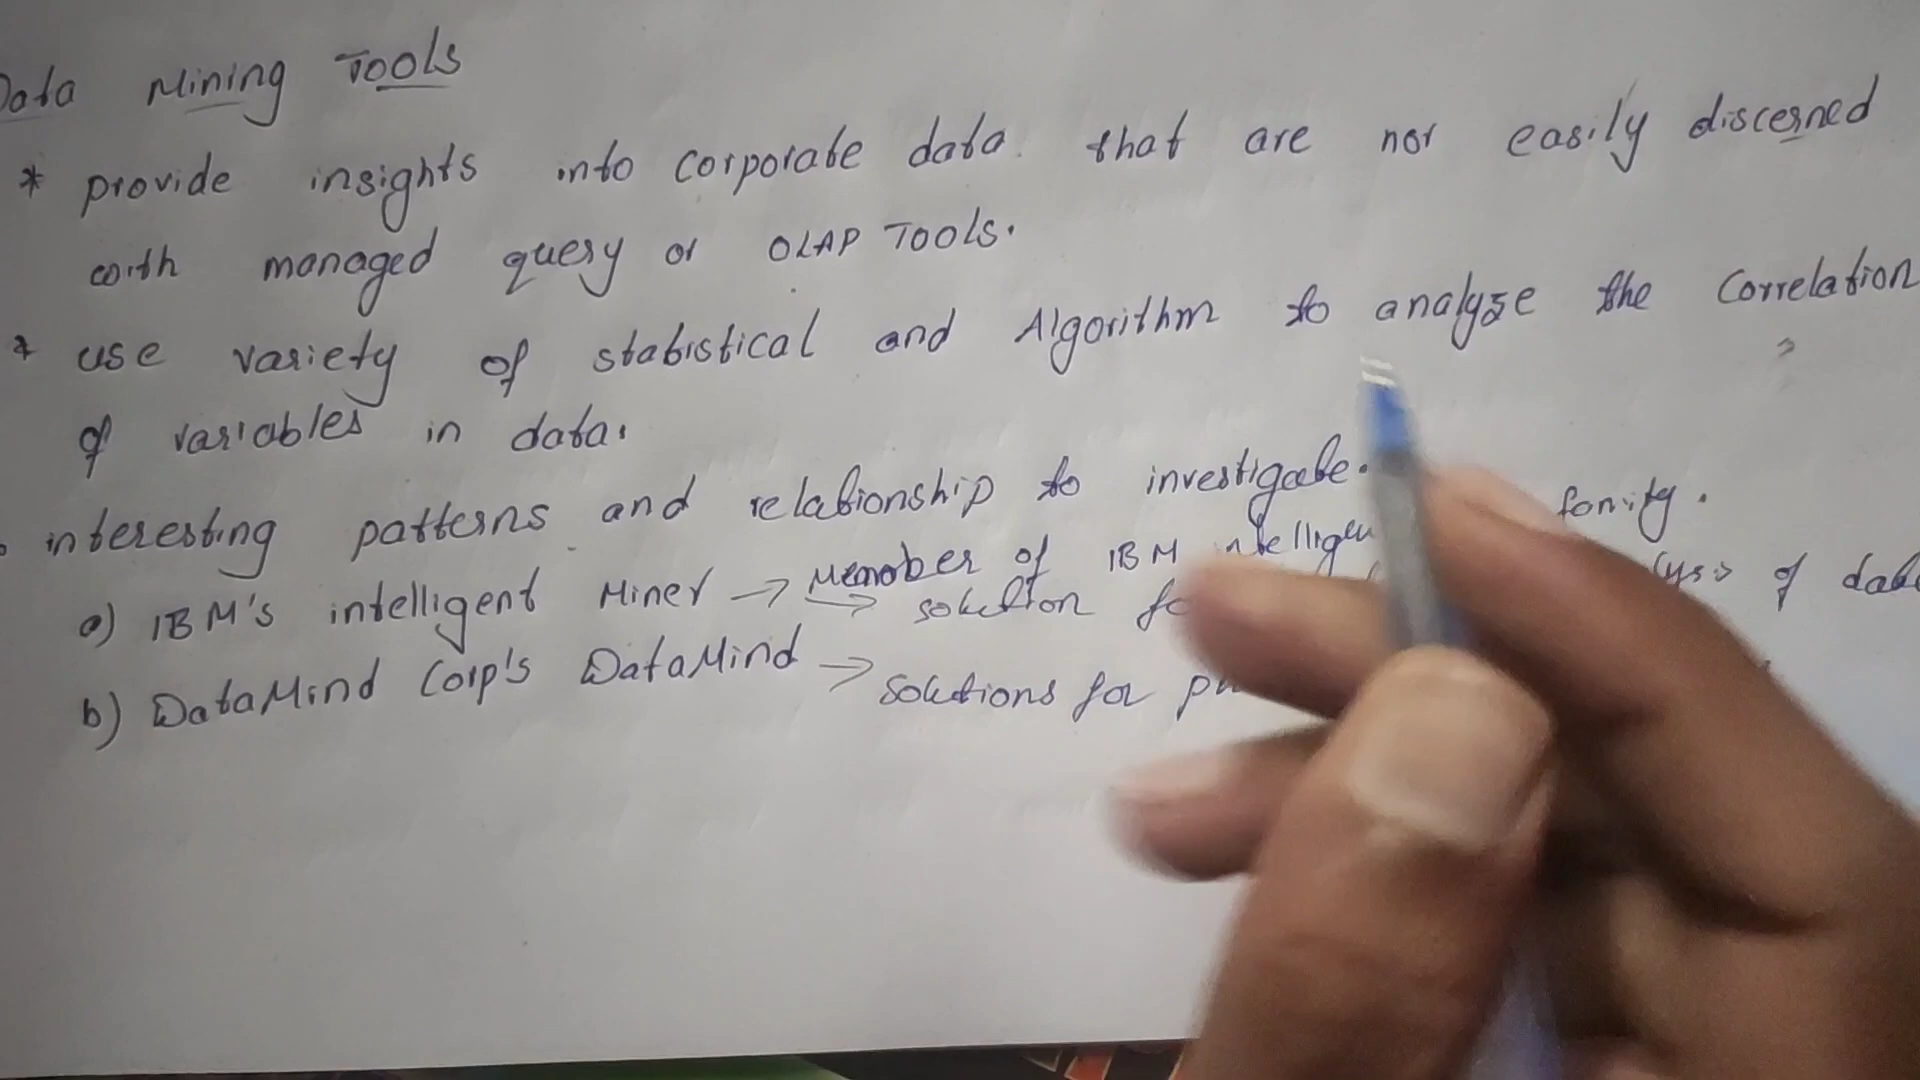 Data Mining Tools
* provide insights into corporate data that are not easily discerned
with managed query or OLAP Tools.
* use variety of statistical and Algorithm to analyze the Correlation
of variables in data.
interesting patterns and relationship to investigate.
a) IBM's intelligent Miner → Member of IBM
→ solution of
b) DataMind Corp's DataMind → solutions for